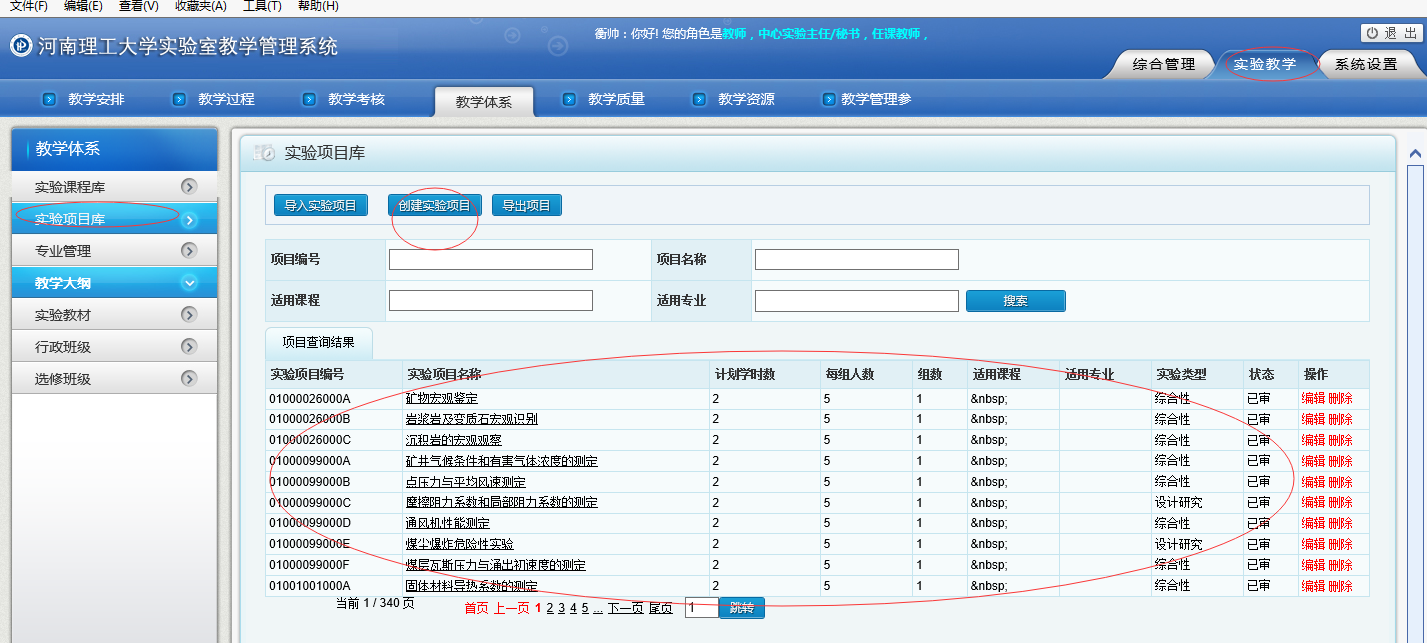 文件(F) 编辑(E) 查看(V) 收藏夹(A) 工具(T) 帮助(H)
河南理工大学实验室教学管理系统
衡帅：你好! 您的角色是教师，中心实验主任/秘书，任课教师，
退 出
综合管理 实验教学 系统设置
教学安排 教学过程 教学考核 教学体系 教学质量 教学资源 教学管理参
教学体系
实验课程库
实验项目库
专业管理
教学大纲
实验教材
行政班级
选修班级
实验项目库
导入实验项目 创建实验项目 导出项目
项目编号 项目名称
适用课程 适用专业 搜索
项目查询结果
实验项目编号 实验项目名称 计划学时数 每组人数 组数 适用课程 适用专业 实验类型 状态 操作
01000026000A 矿物宏观鉴定 2 5 1 &nbsp; 综合性 已审 编辑 删除
01000026000B 岩浆岩及变质石宏观识别 2 5 1 &nbsp; 综合性 已审 编辑 删除
01000026000C 沉积岩的宏观观察 2 5 1 &nbsp; 综合性 已审 编辑 删除
01000099000A 矿井气候条件和有害气体浓度的测定 2 5 1 &nbsp; 综合性 已审 编辑 删除
01000099000B 点压力与平均风速测定 2 5 1 &nbsp; 综合性 已审 编辑 删除
01000099000C 摩擦阻力系数和局部阻力系数的测定 2 5 1 &nbsp; 设计研究 已审 编辑 删除
01000099000D 通风机性能测定 2 5 1 &nbsp; 综合性 已审 编辑 删除
01000099000E 煤尘爆炸危险性实验 2 5 1 &nbsp; 设计研究 已审 编辑 删除
01000099000F 煤层瓦斯压力与涌出初速度的测定 2 5 1 &nbsp; 综合性 已审 编辑 删除
01001001000A 固体材料导热系数的测定 2 5 1 &nbsp; 综合性 已审 编辑 删除
当前 1 / 340 页 首页 上一页 1 2 3 4 5 ... 下一页 尾页 1 跳转